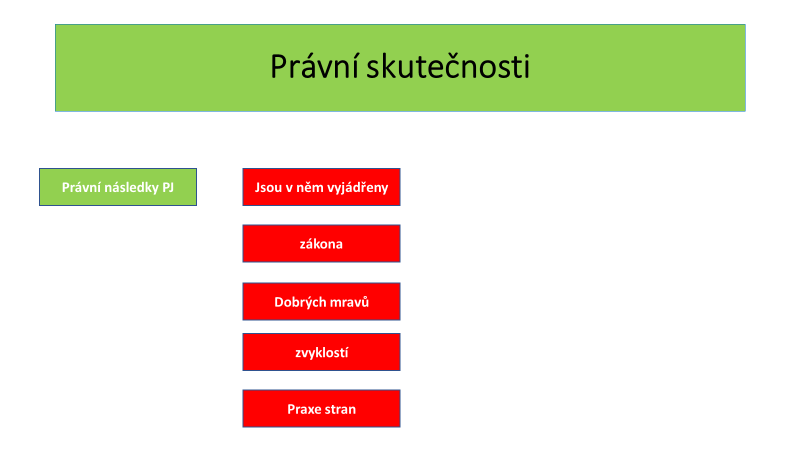 Právní skutečnosti
Právní následky PJ
Jsou v něm vyjádřeny
zákona
Dobrých mravů
zvyklostí
Praxe stran